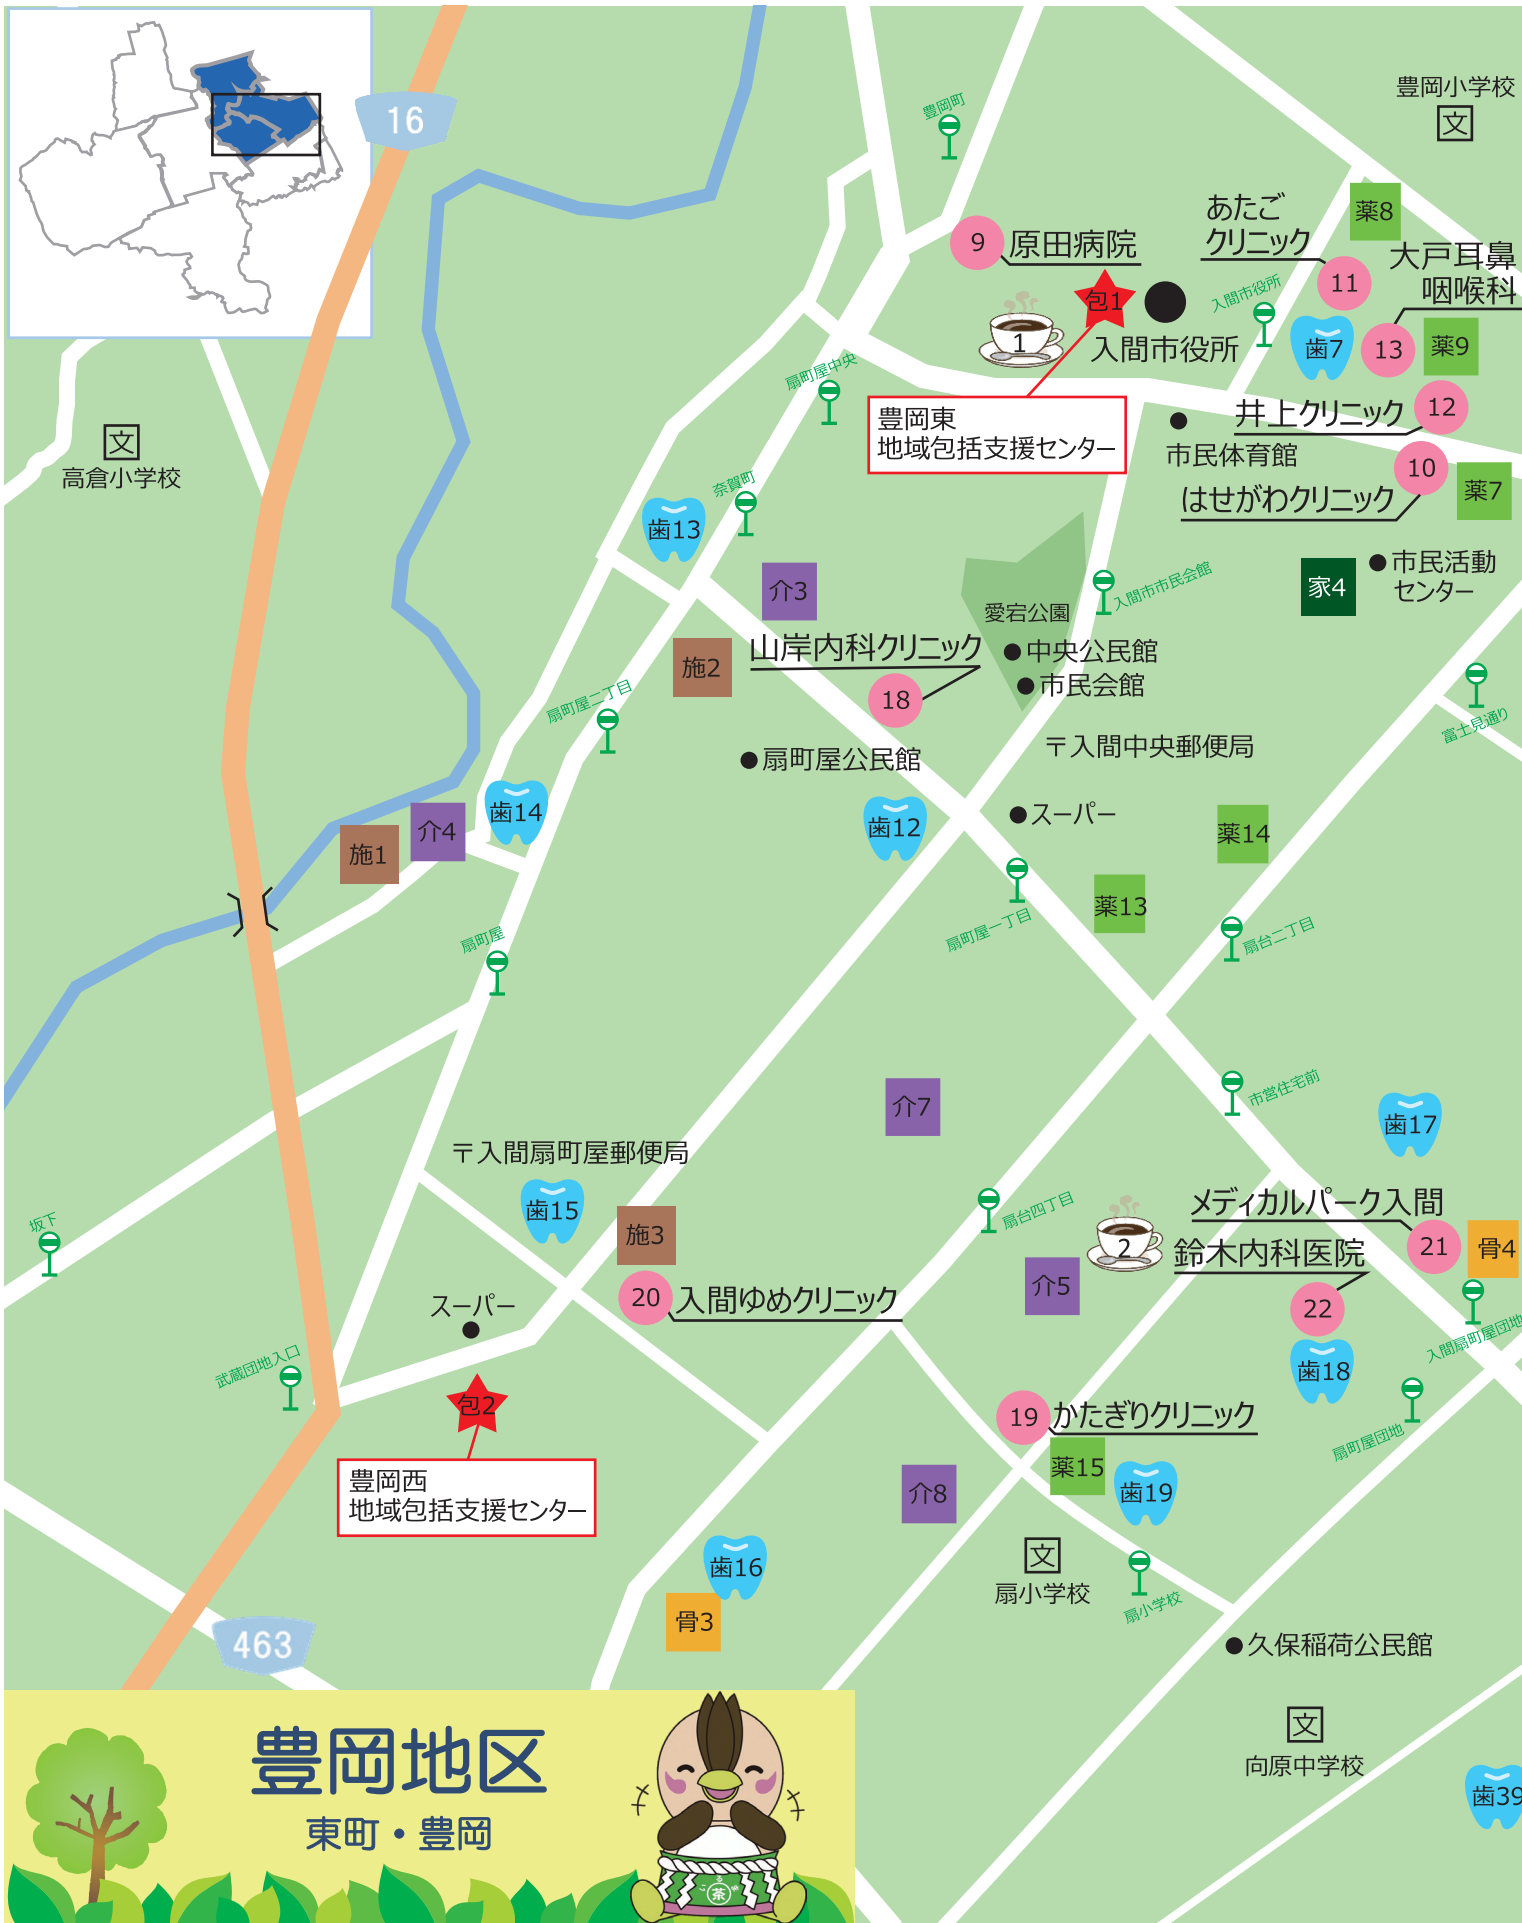 16
豊岡町
豊岡小学校
文
薬8
あたご
クリニック
9
原田病院
大戸耳鼻
咽喉科
11
入間市役所
包1
1
入間市役所
歯7
13
薬9
扇町屋中央
豊岡東
地域包括支援センター
井上クリニック
12
市民体育館
10
はせがわクリニック
薬7
文
高倉小学校
奈賀町
歯13
介3
入間市市民会館
家4
市民活動
センター
愛宕公園
山岸内科クリニック
中央公民館
施2
18
市民会館
扇町屋二丁目
富士見通り
扇町屋公民館
〒入間中央郵便局
歯14
介4
施1
歯12
スーパー
薬14
薬13
扇町屋一丁目
扇台二丁目
扇町屋
介7
市営住宅前
歯17
〒入間扇町屋郵便局
歯15
施3
坂下
扇台四丁目
メディカルパーク入間
2
鈴木内科医院
21
骨4
介5
20
入間ゆめクリニック
スーパー
22
入間扇町屋団地
歯18
武蔵団地入口
包2
19
かたぎりクリニック
扇町屋団地
薬15
豊岡西
地域包括支援センター
介8
歯19
文
扇小学校
扇小学校
歯16
骨3
463
久保稲荷公民館
文
向原中学校
歯39
豊岡地区
東町・豊岡
茶